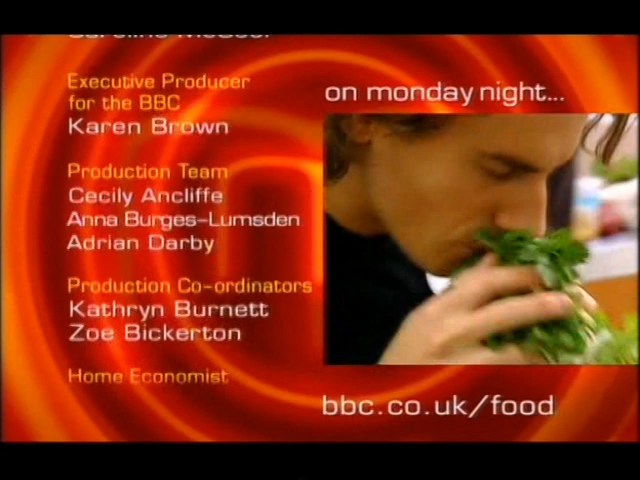 Executive Producer
for the BBC
Karen Brown
Production Team
Cecily Ancliffe
Anna Burges-Lumsden
Adrian Darby
Production Co-ordinators
Kathryn Burnett
Zoe Bickerton
Home Economist
on monday night...
bbc.co.uk/food